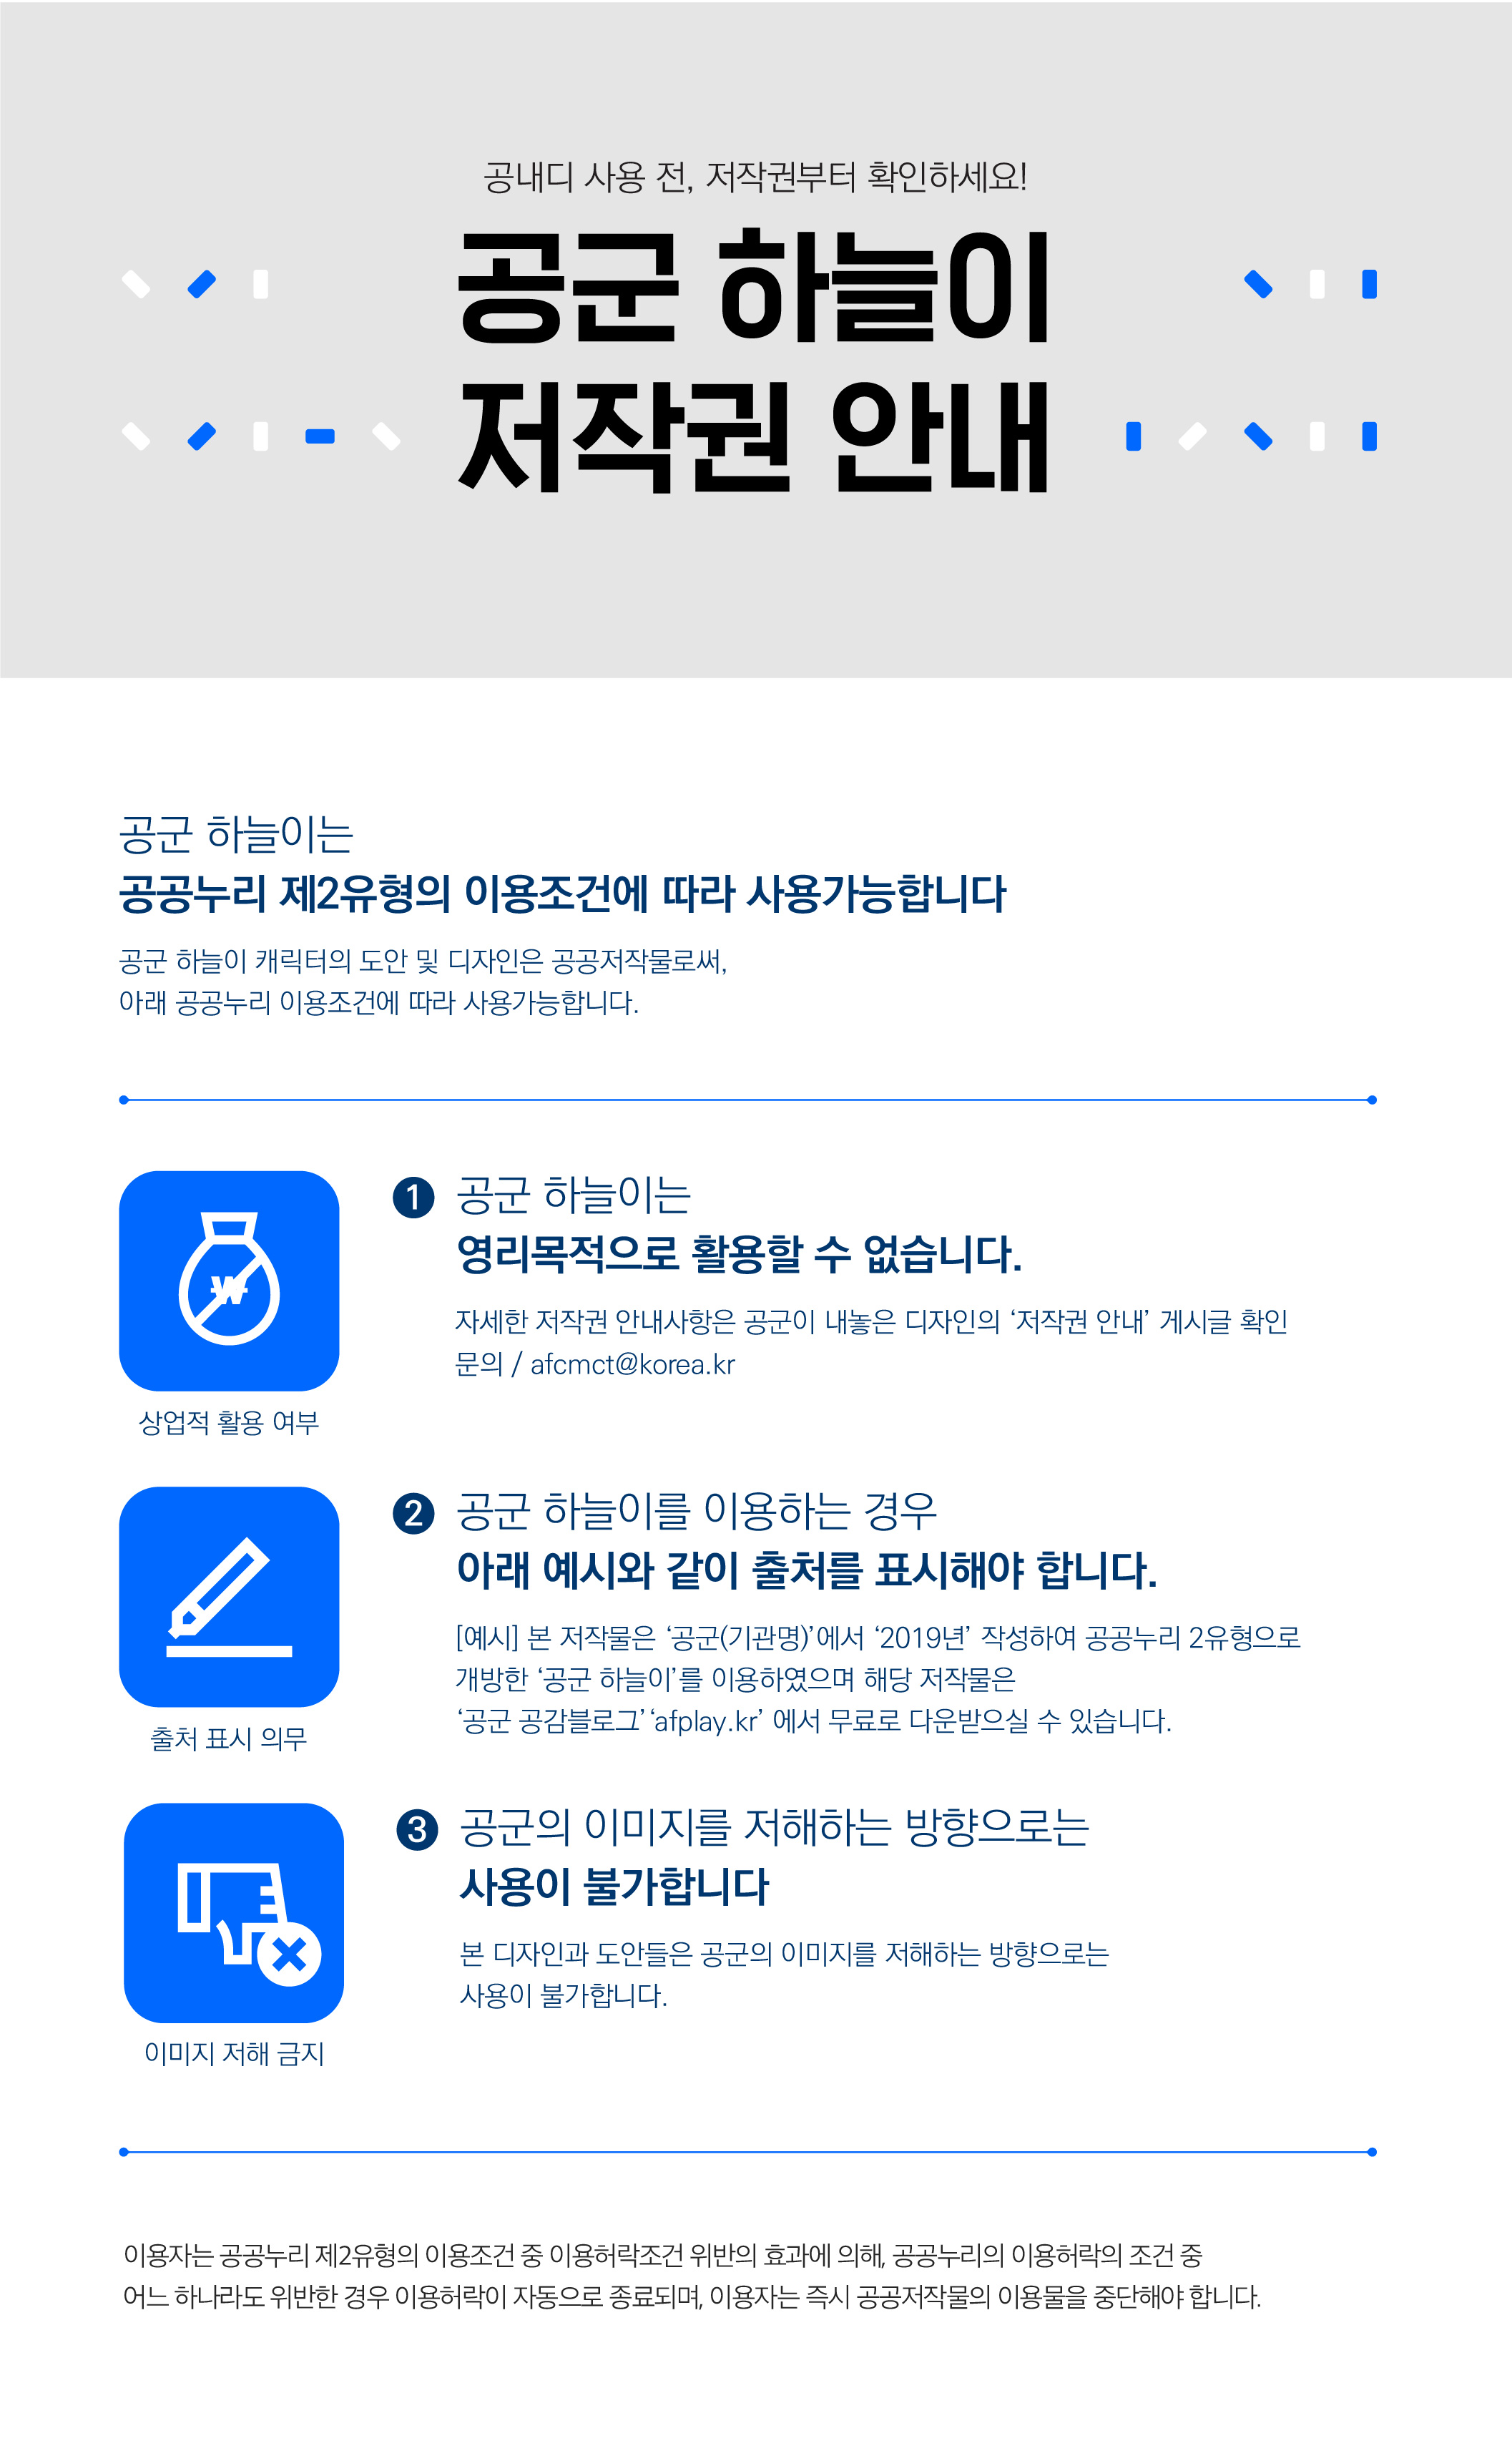 공내디 사용 전, 저작권부터 확인하세요!
공군 하늘이
저작권 안내
공군 하늘이는
공공누리 제2유형의 이용조건에 따라 사용가능합니다
공군 하늘이 캐릭터의 도안 및 디자인은 공공저작물로써,
아래 공공누리 이용조건에 따라 사용가능합니다.
₩
상업적 활용 여부
1 공군 하늘이는
영리목적으로 활용할 수 없습니다.
자세한 저작권 안내사항은 공군이 내놓은 디자인의 ‘저작권 안내’ 게시글 확인
문의 / afcmct@korea.kr
출처 표시 의무
2 공군 하늘이를 이용하는 경우
아래 예시와 같이 출처를 표시해야 합니다.
[예시] 본 저작물은 ‘공군(기관명)’에서 ‘2019년’ 작성하여 공공누리 2유형으로
개방한 ‘공군 하늘이’를 이용하였으며 해당 저작물은
‘공군 공감블로그’ ‘afplay.kr’ 에서 무료로 다운받으실 수 있습니다.
이미지 저해 금지
3 공군의 이미지를 저해하는 방향으로는
사용이 불가합니다
본 디자인과 도안들은 공군의 이미지를 저해하는 방향으로는
사용이 불가합니다.
이용자는 공공누리 제2유형의 이용조건 중 이용허락조건 위반의 효과에 의해, 공공누리의 이용허락의 조건 중
어느 하나라도 위반한 경우 이용허락이 자동으로 종료되며, 이용자는 즉시 공공저작물의 이용물을 중단해야 합니다.